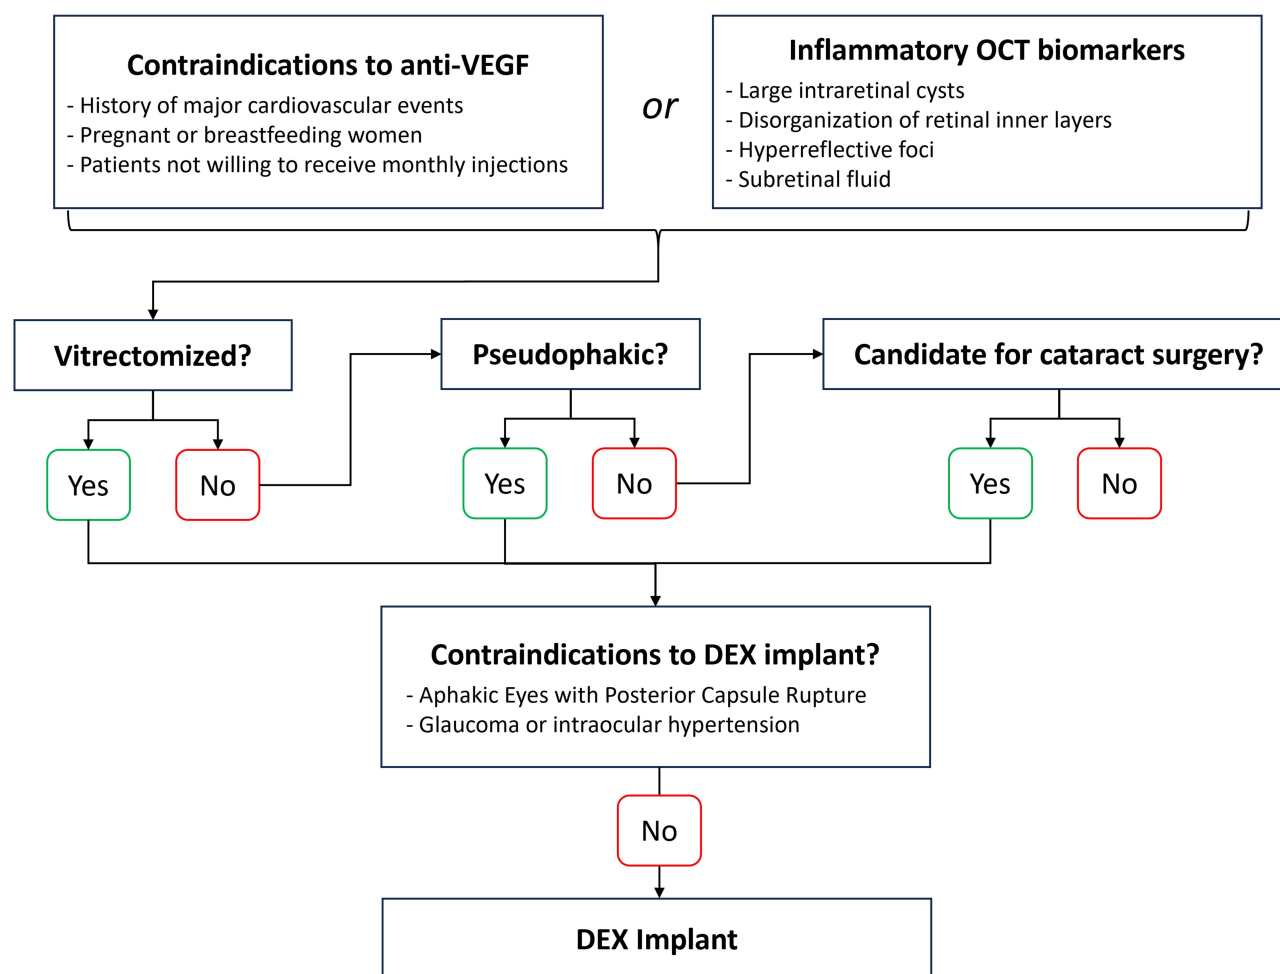 Contraindications to anti-VEGF
- History of major cardiovascular events
- Pregnant or breastfeeding women
- Patients not willing to receive monthly injections
or
Inflammatory OCT biomarkers
- Large intraretinal cysts
- Disorganization of retinal inner layers
- Hyperreflective foci
- Subretinal fluid
Vitrectomized?
Yes
No
Pseudophakic?
Yes
No
Candidate for cataract surgery?
Yes
No
Contraindications to DEX implant?
- Aphakic Eyes with Posterior Capsule Rupture
- Glaucoma or intraocular hypertension
No
DEX Implant